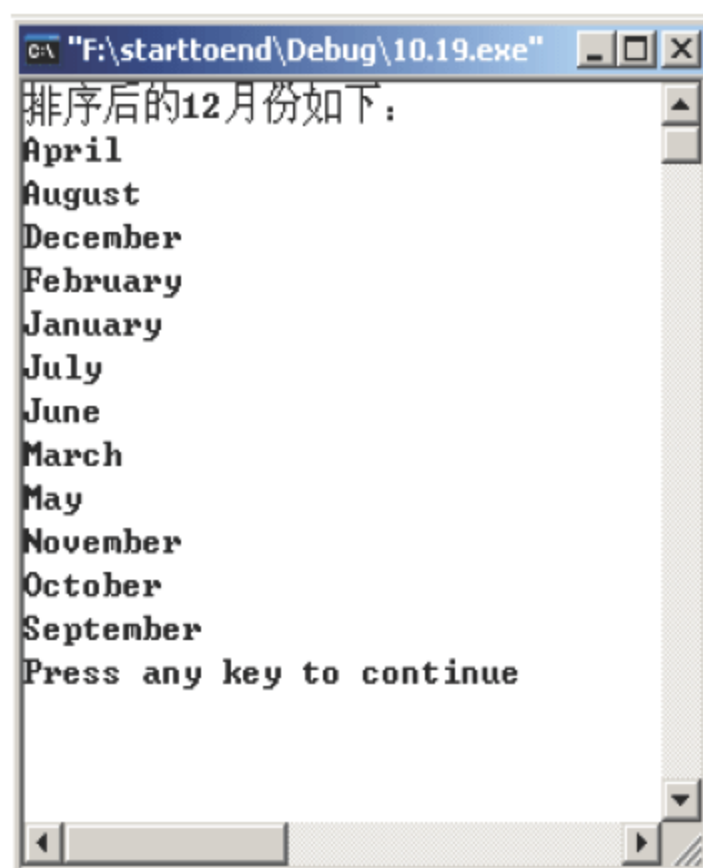 "F:\starttoend\Debug\10.19.exe"
排序后的12月份如下：
April
August
December
February
January
July
June
March
May
November
October
September
Press any key to continue